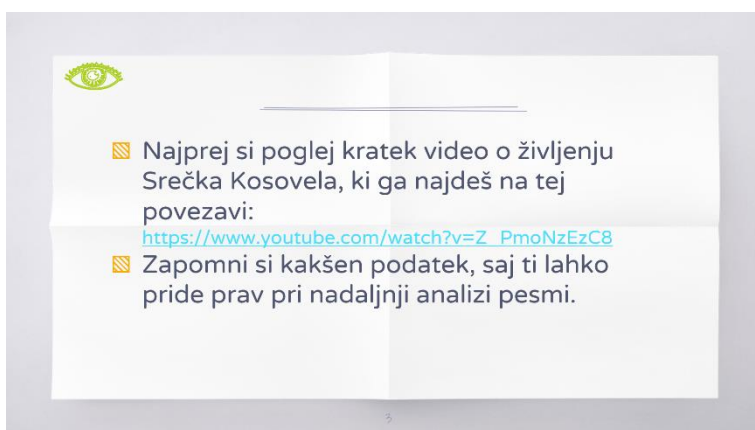 Najprej si poglej kratek video o življenju
Srečka Kosovela, ki ga najdeš na tej
povezavi:
https://www.youtube.com/watch?v=Z_PmoNzEzC8
Zapomni si kakšen podatek, saj ti lahko
pride prav pri nadaljnji analizi pesmi.
3